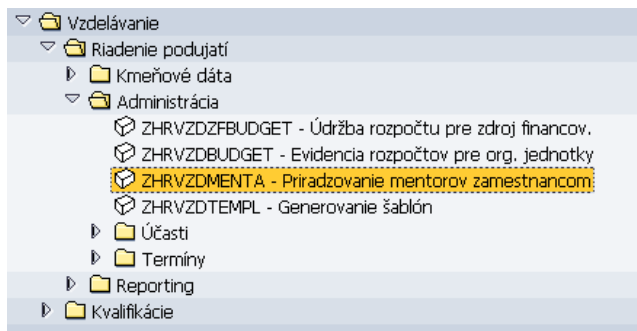 Vzdelávanie
Riadenie podujatí
Kmeňové dáta
Administrácia
ZHRVZDZFBUDGET - Údržba rozpočtu pre zdroj financov.
ZHRVZDBUDGET - Evidencia rozpočtov pre org. jednotky
ZHRVZDMENTA - Priradzovanie mentorov zamestnancom
ZHRVZDTEMPL - Generovanie šablón
Účasti
Termíny
Reporting
Kvalifikácie